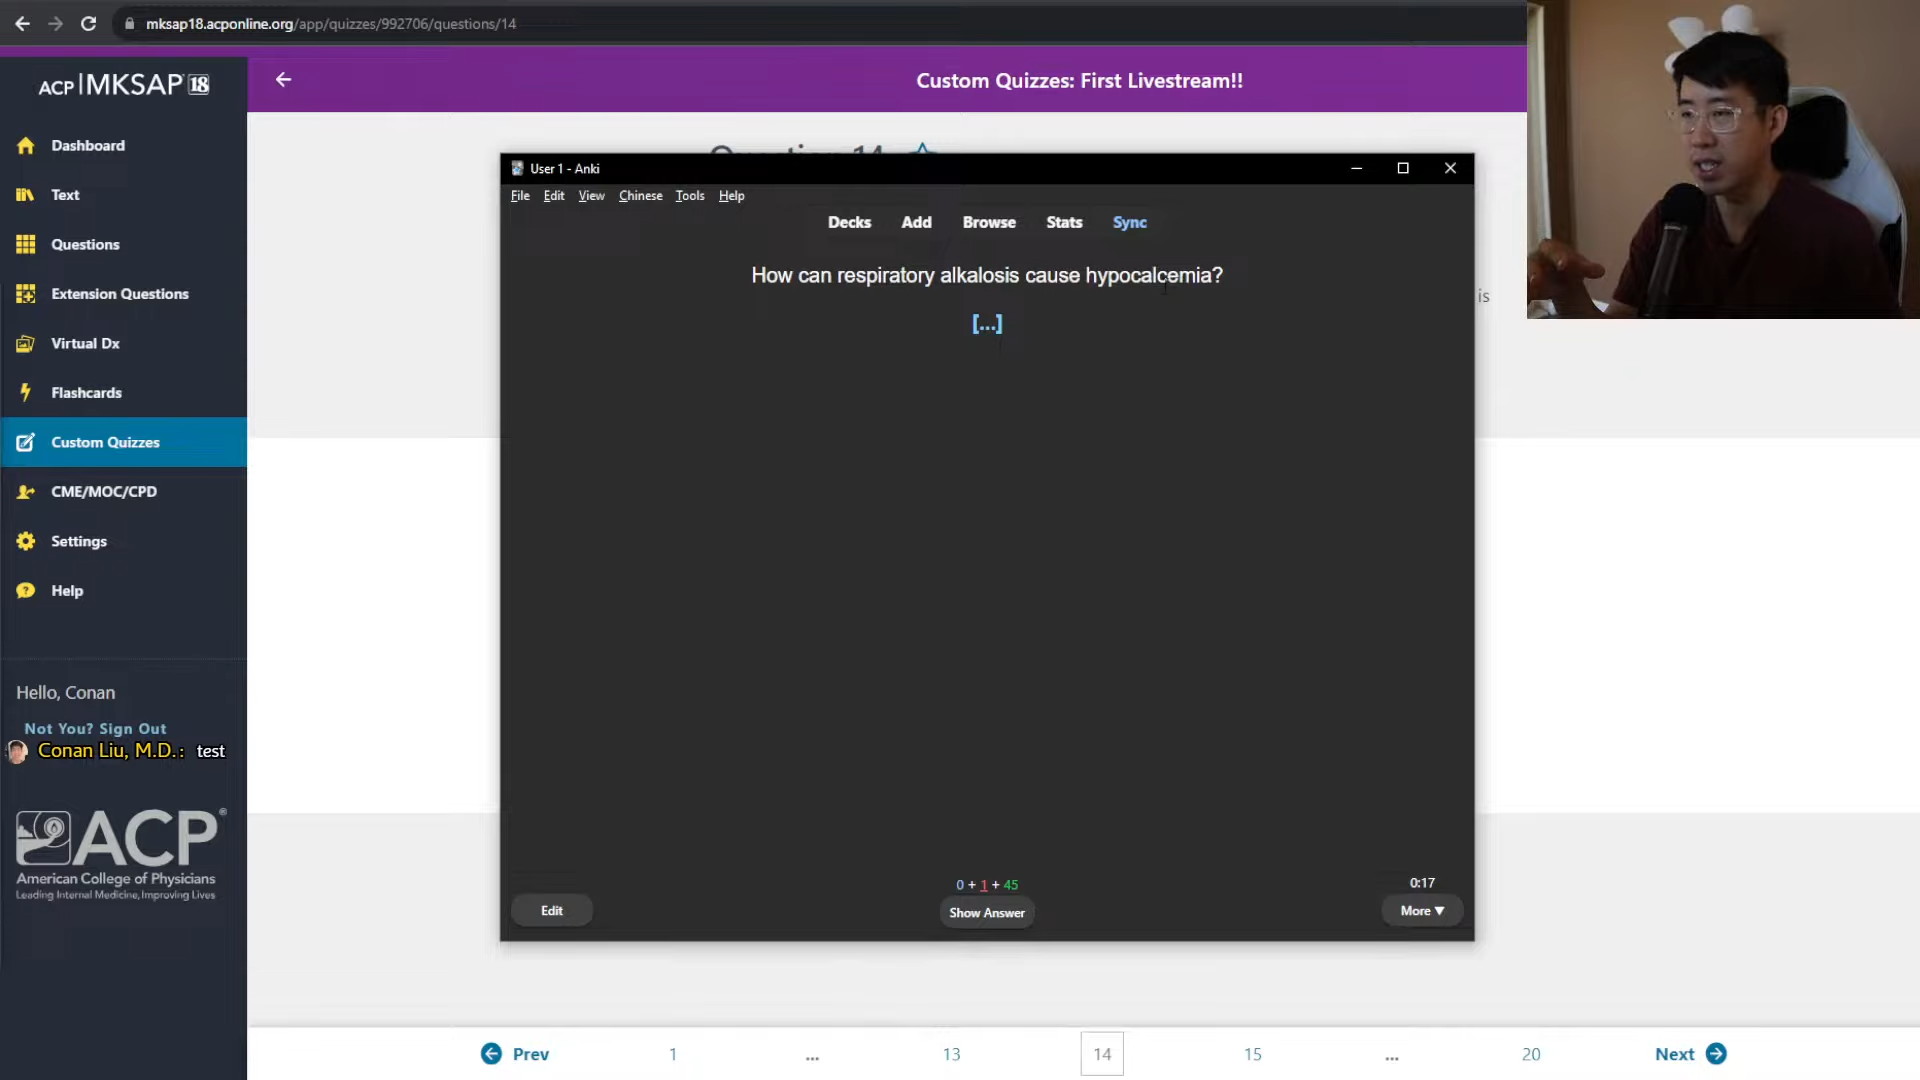 mksap18.acponline.org/app/quizzes/992706/questions/14
ACP|MKSAP 18
Custom Quizzes: First Livestream!!
Dashboard
Text
Questions
Extension Questions
Virtual Dx
Flashcards
Custom Quizzes
CME/MOC/CPD
Settings
Help
Hello, Conan
Not You? Sign Out
Conan Liu, M.D.: test
ACP®
American College of Physicians
Leading Internal Medicine, Improving Lives
Question 14
is
User 1 - Anki
File Edit View Chinese Tools Help
Decks Add Browse Stats Sync
How can respiratory alkalosis cause hypocalcemia?
[...]
0 + 1 + 45
0:17
Edit
Show Answer
More ▼
Prev 1 ... 13 14 15 ... 20 Next